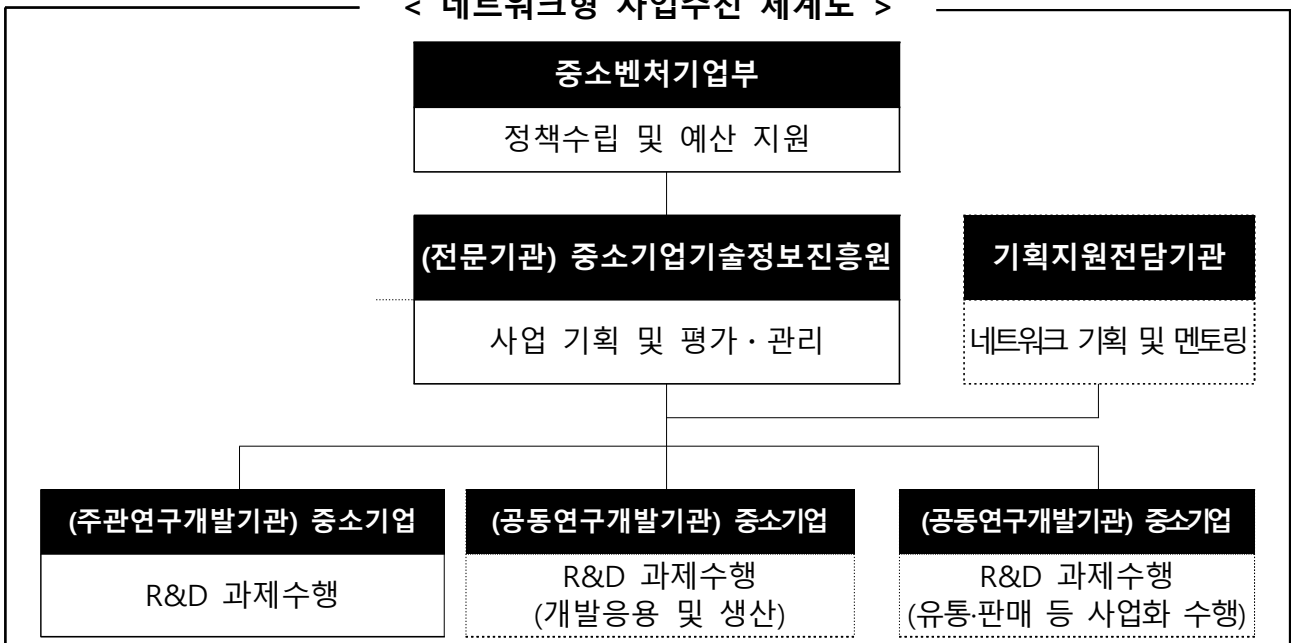 < 네트워크형 사업추진 체계도 >
중소벤처기업부
정책수립 및 예산 지원
(전문기관) 중소기업기술정보진흥원
사업 기획 및 평가·관리
기획지원전담기관
네트워크 기획 및 멘토링
(주관연구개발기관) 중소기업
R&D 과제수행
(공동연구개발기관) 중소기업
R&D 과제수행
(개발응용 및 생산)
(공동연구개발기관) 중소기업
R&D 과제수행
(유통·판매 등 사업화 수행)